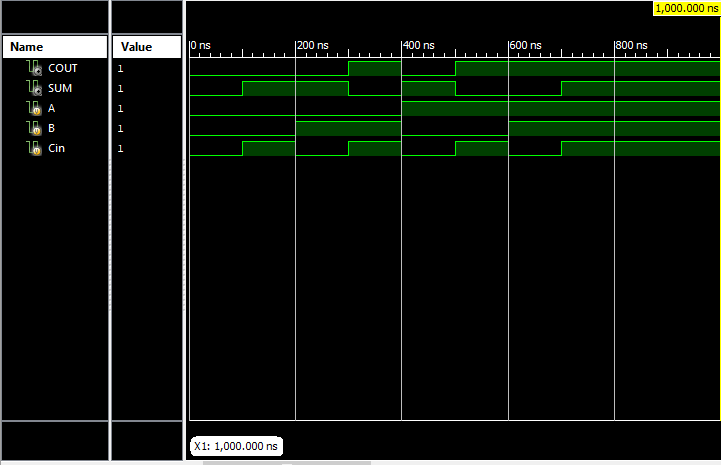 1,000.000 ns
Name Value 0 ns 200 ns 400 ns 600 ns 800 ns
COUT 1
SUM 1
A 1
B 1
Cin 1
X1: 1,000.000 ns